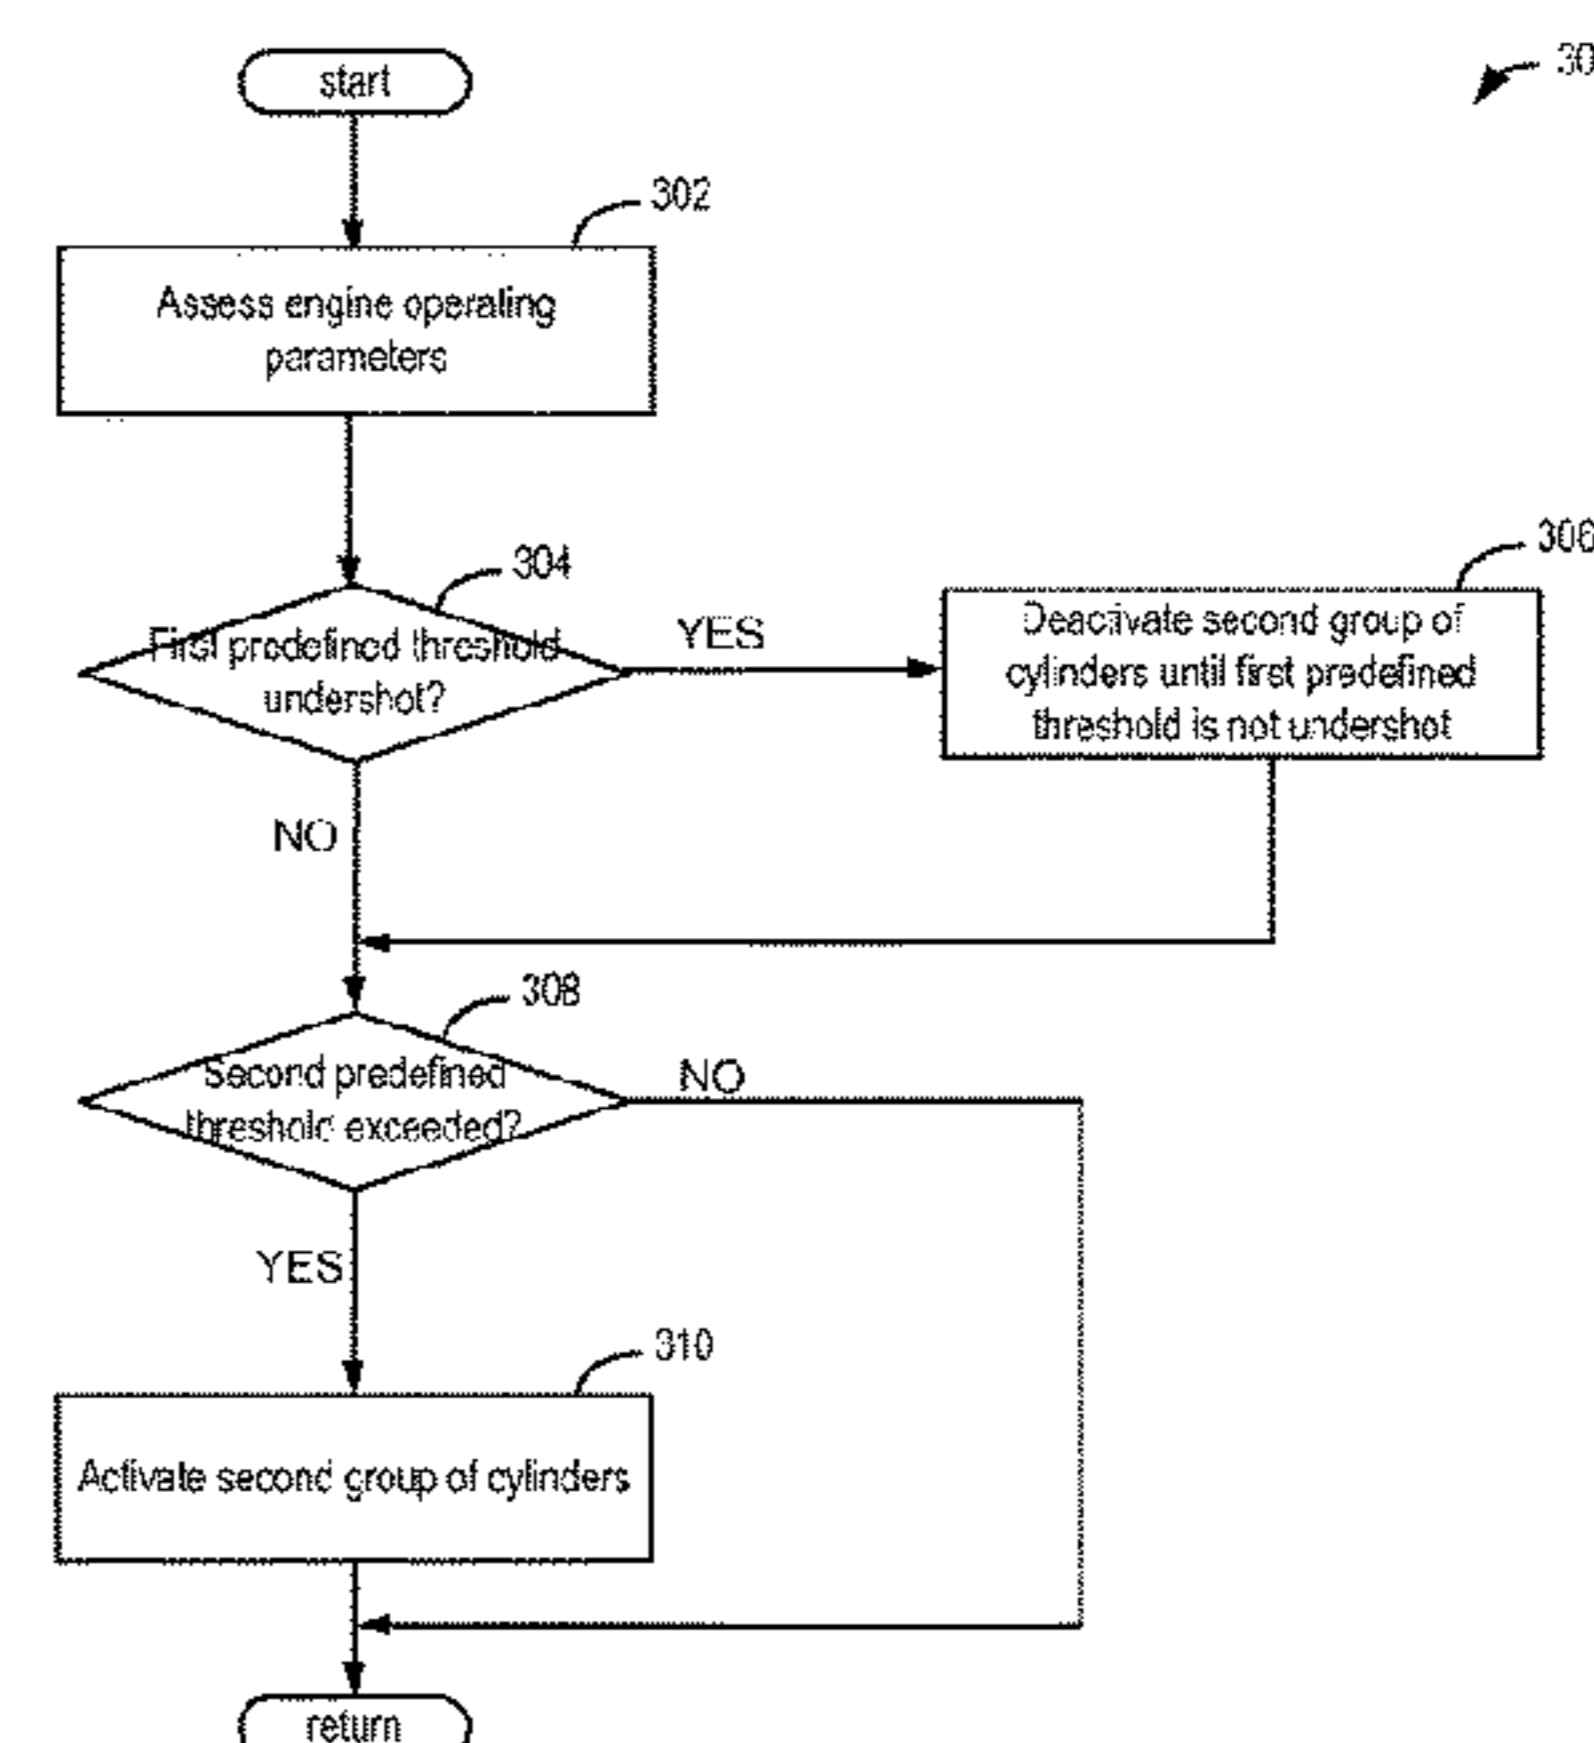 start
30
302
Assess engine operating
parameters
304
First predefined threshold
undershot?
YES
306
Deactivate second group of
cylinders until first predefined
threshold is not undershot
NO
308
Second predefined
threshold exceeded?
NO
YES
310
Activate second group of cylinders
return